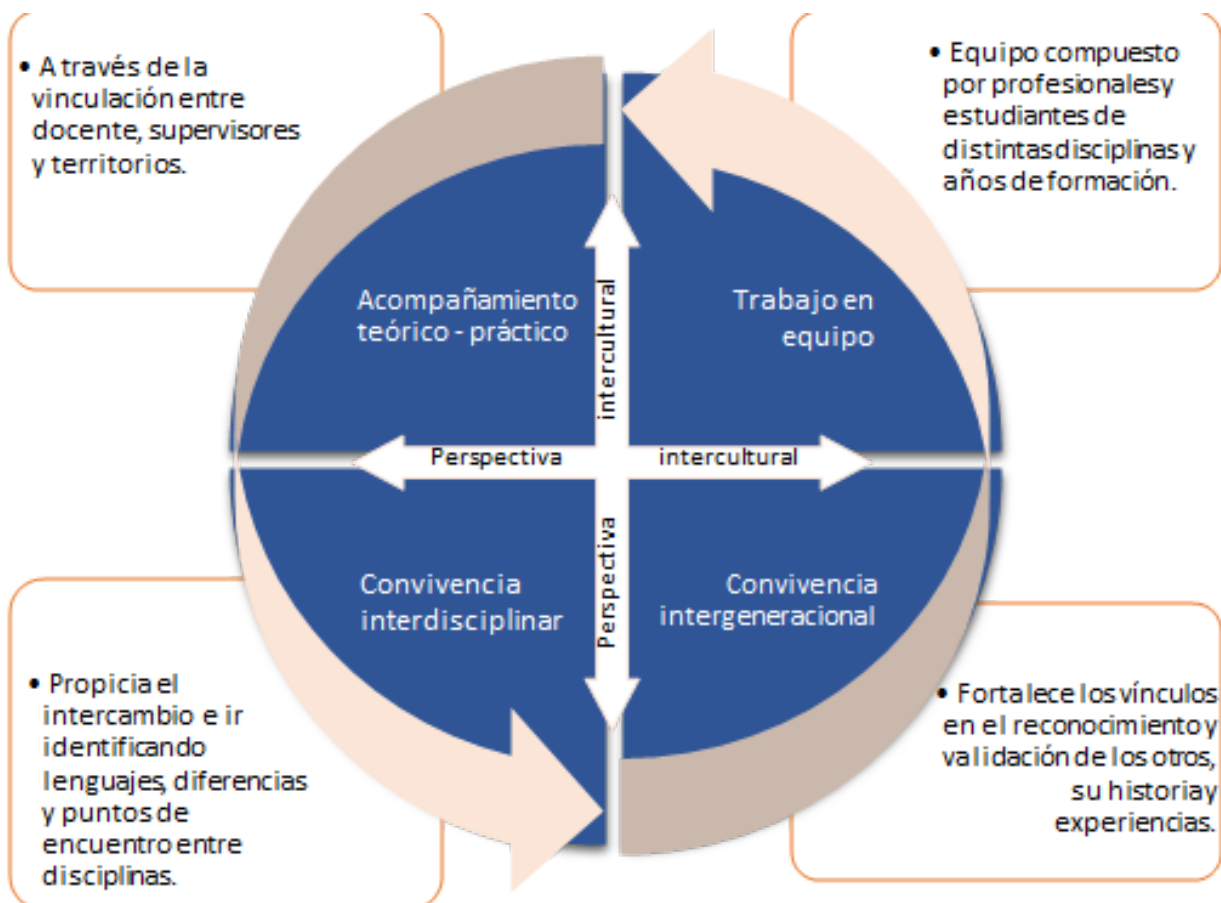 • A través de la
vinculación entre
docente, supervisores
y territorios.
• Equipo compuesto
por profesionales y
estudiantes de
distintas disciplinas y
años de formación.
Acompañamiento
teórico - práctico
Trabajo en
equipo
intercultural
Perspectiva intercultural
Perspectiva
Convivencia
interdisciplinar
Convivencia
intergeneracional
• Propicia el
intercambio e ir
identificando
lenguajes, diferencias
y puntos de
encuentro entre
disciplinas.
• Fortalece los vínculos
en el reconocimiento y
validación de los otros,
su historia y
experiencias.